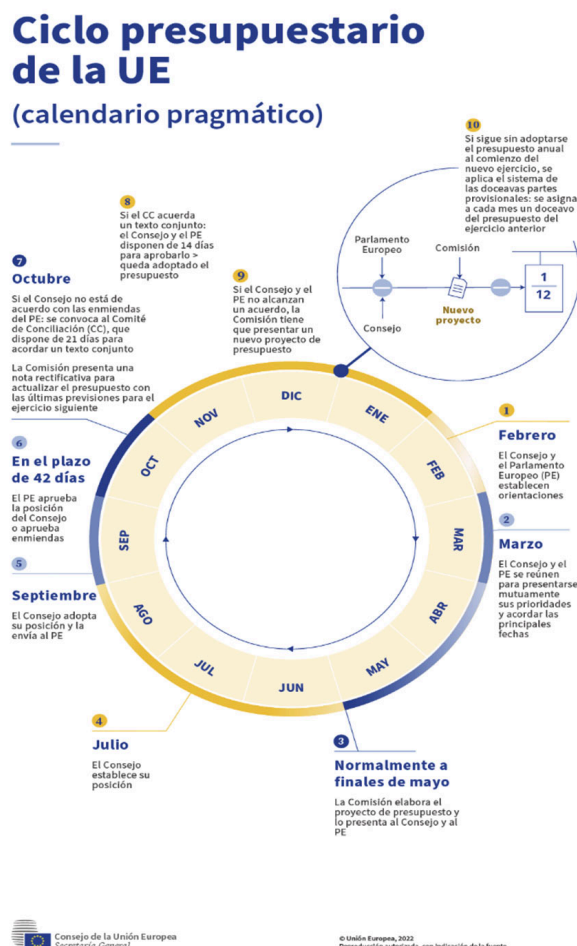 Ciclo presupuestario
de la UE
(calendario pragmático)
10
Si sigue sin adoptarse
el presupuesto anual
al comienzo del
nuevo ejercicio, se
aplica el sistema de
las doceavas partes
provisionales: se asigna
a cada mes un doceavo
del presupuesto del
ejercicio anterior
Parlamento
Europeo
Comisión
Consejo
Nuevo
proyecto
1
12
8
Si el CC acuerda
un texto conjunto:
el Consejo y el PE
disponen de 14 días
para aprobarlo >
queda adoptado el
presupuesto
9
Si el Consejo y el
PE no alcanzan
un acuerdo, la
Comisión tiene
que presentar un
nuevo proyecto de
presupuesto
7
Octubre
Si el Consejo no está de
acuerdo con las enmiendas
del PE: se convoca al Comité
de Conciliación (CC), que
dispone de 21 días para
acordar un texto conjunto
La Comisión presenta una
nota rectificativa para
actualizar el presupuesto con
las últimas previsiones para el
ejercicio siguiente
6
En el plazo
de 42 días
El PE aprueba
la posición
del Consejo
o aprueba
enmiendas
5
Septiembre
El Consejo adopta
su posición y la
envía al PE
4
Julio
El Consejo
establece su
posición
ENE
FEB
MAR
ABR
MAY
JUN
JUL
AGO
SEP
OCT
NOV
DIC
1
Febrero
El Consejo y
el Parlamento
Europeo (PE)
establecen
orientaciones
2
Marzo
El Consejo y el
PE se reúnen
para presentarse
mutuamente
sus prioridades
y acordar las
principales
fechas
3
Normalmente a
finales de mayo
La Comisión elabora el
proyecto de presupuesto y
lo presenta al Consejo y al
PE
Consejo de la Unión Europea
Secretaría General
© Unión Europea, 2022
Reproducción autorizada, con indicación de la fuente